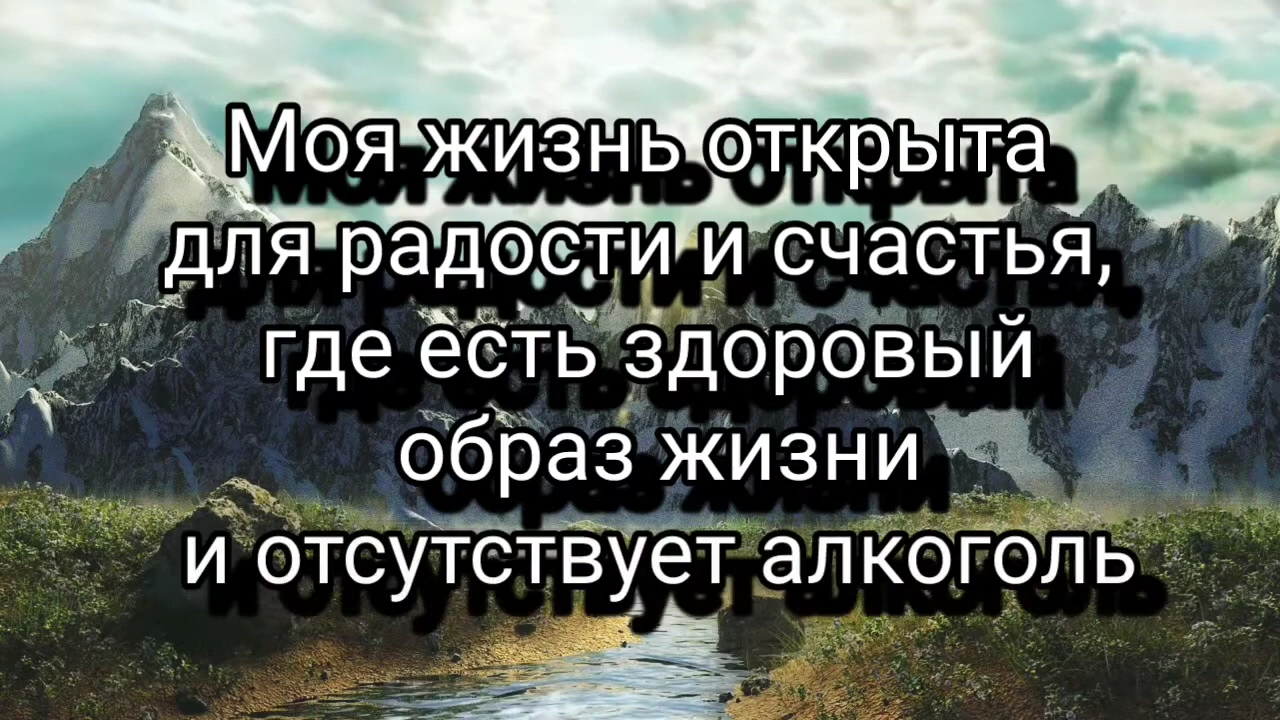 Моя жизнь открыта
для радости и счастья,
где есть здоровый
образ жизни
и отсутствует алкоголь